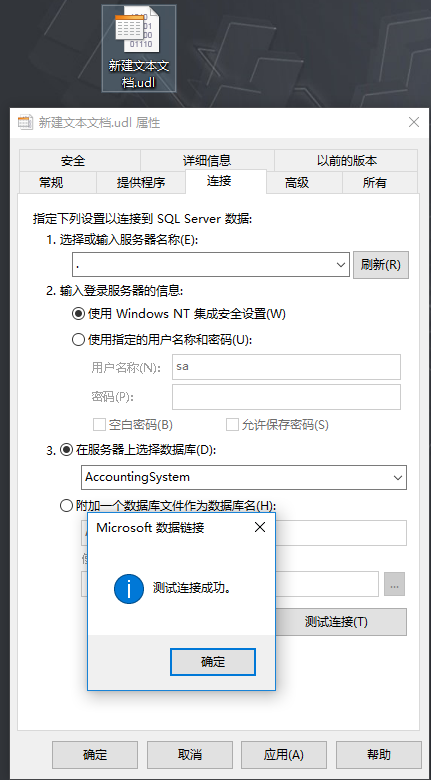 新建文本文
档.udl
新建文本文档.udl 属性
安全
详细信息
以前的版本
常规
提供程序
连接
高级
所有
指定下列设置以连接到 SQL Server 数据:
1. 选择或输入服务器名称(E):
.
刷新(R)
2. 输入登录服务器的信息:
使用 Windows NT 集成安全设置(W)
使用指定的用户名称和密码(U):
用户名称(N):
sa
密码(P):
空白密码(B)
允许保存密码(S)
3. 在服务器上选择数据库(D):
AccountingSystem
附加一个数据库文件作为数据库名(H):
Microsoft 数据链接
测试连接成功。
...
测试连接(T)
确定
确定
取消
应用(A)
帮助